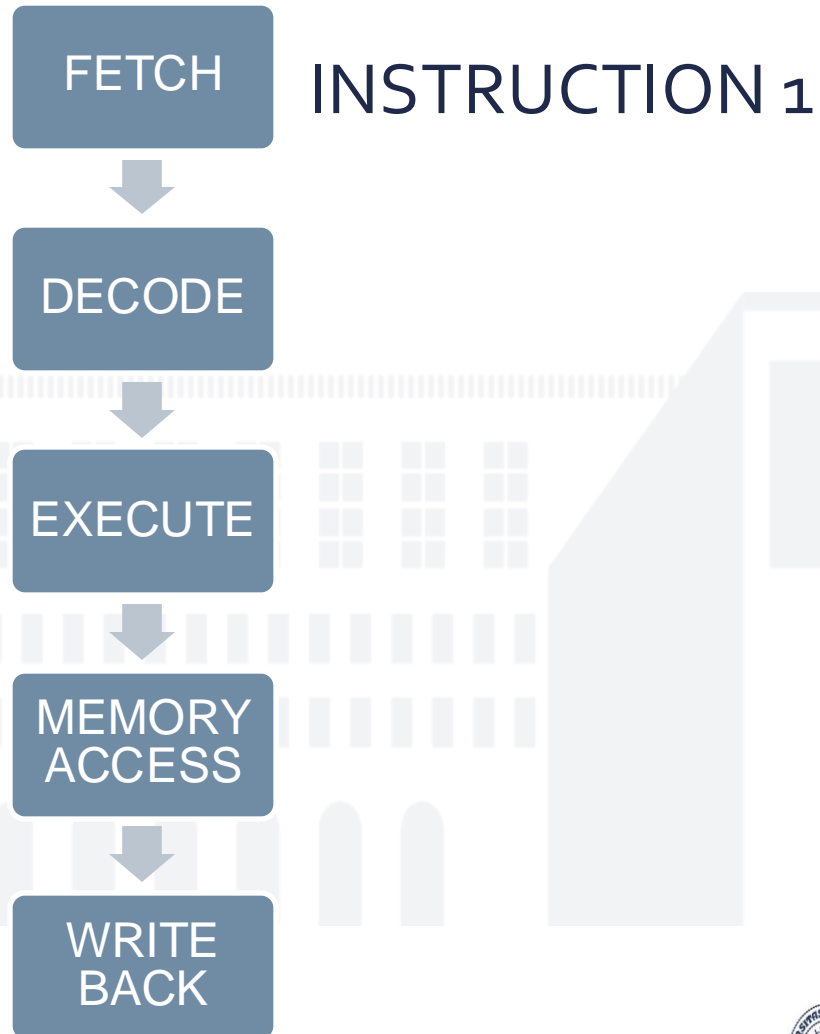 FETCH
INSTRUCTION 1
DECODE
EXECUTE
MEMORY
ACCESS
WRITE
BACK